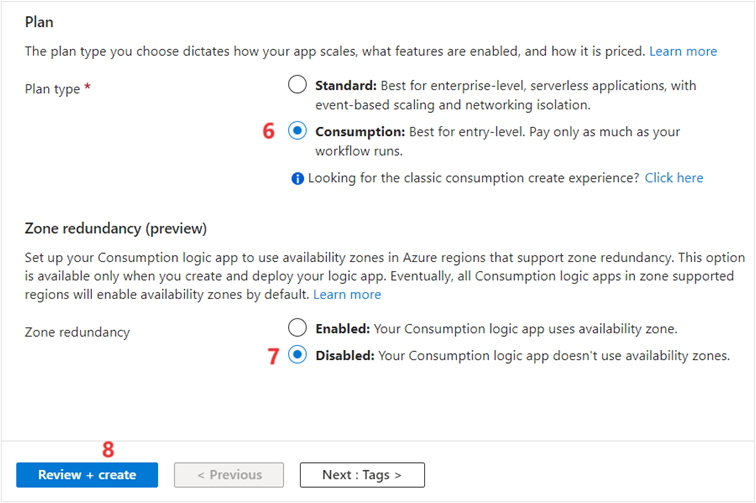 Plan
The plan type you choose dictates how your app scales, what features are enabled, and how it is priced. Learn more
Plan type *
Standard: Best for enterprise-level, serverless applications, with
event-based scaling and networking isolation.
6
Consumption: Best for entry-level. Pay only as much as your
workflow runs.
Looking for the classic consumption create experience? Click here
Zone redundancy (preview)
Set up your Consumption logic app to use availability zones in Azure regions that support zone redundancy. This option
is available only when you create and deploy your logic app. Eventually, all Consumption logic apps in zone supported
regions will enable availability zones by default. Learn more
Zone redundancy
Enabled: Your Consumption logic app uses availability zone.
7
Disabled: Your Consumption logic app doesn't use availability zones.
8
Review + create
< Previous
Next : Tags >